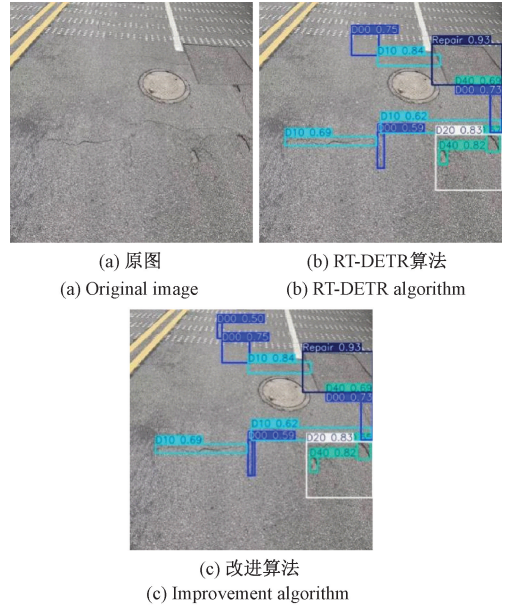 D00 0.75
D10 0.84
Repair 0.93
D40 0.69
D00 0.73
D10 0.62
D00 0.59
D10 0.69
D20 0.83
D40 0.82
(a) 原图
(b) RT-DETR算法
(a) Original image
(b) RT-DETR algorithm
D00 0.50
D00 0.75
Repair 0.93
D10 0.84
D40 0.69
D00 0.73
D10 0.62
D00 0.59
D10 0.69
D20 0.83
D40 0.82
(c) 改进算法
(c) Improvement algorithm